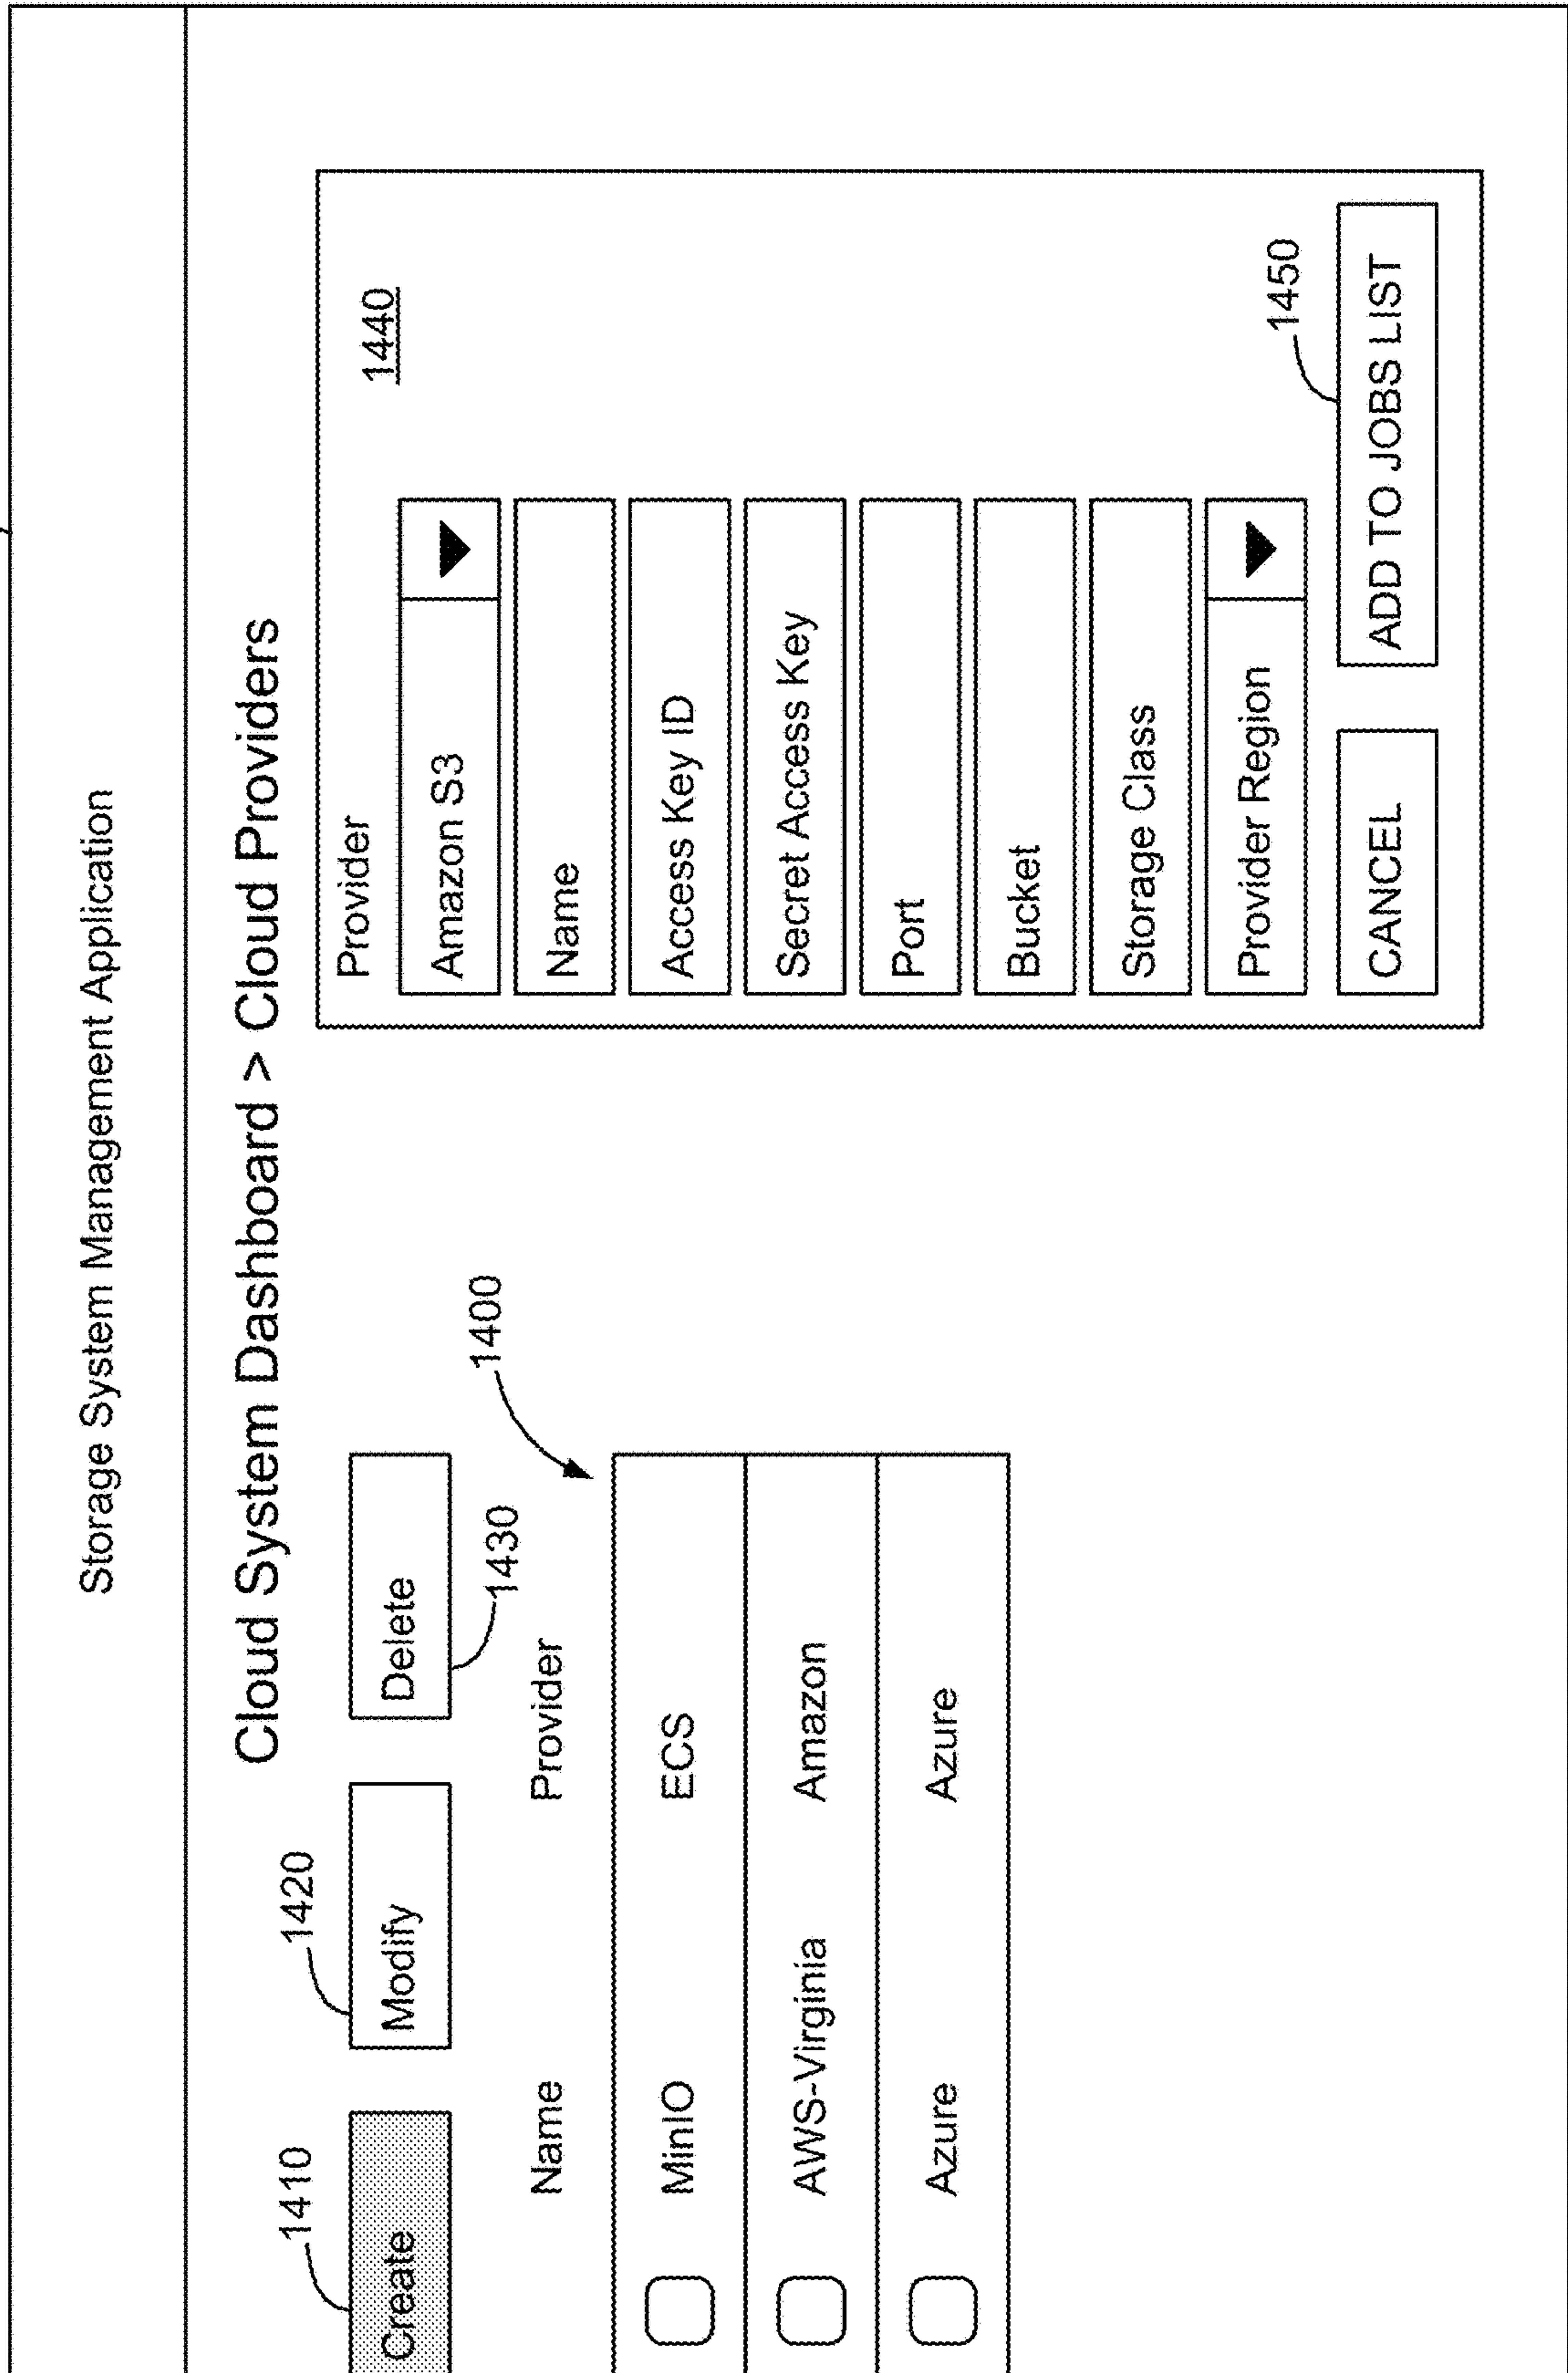 Storage System Management Application
Cloud System Dashboard > Cloud Providers
1410
1420
Create
Modify
Delete
1430
1400
Name Provider
MinIO ECS
AWS-Virginia Amazon
Azure Azure
Provider
1440
Amazon S3
Name
Access Key ID
Secret Access Key
Port
Bucket
Storage Class
Provider Region
1450
CANCEL
ADD TO JOBS LIST